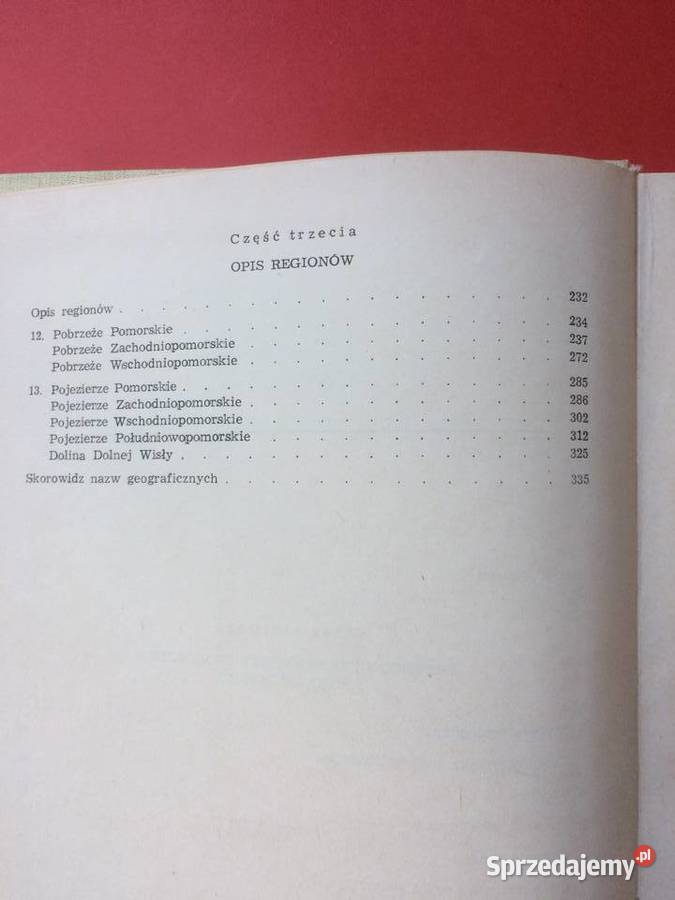 Część trzecia
OPIS REGIONÓW
Opis regionów . . . . . . . . . . . . . . . . . . . 232
12. Pobrzeże Pomorskie . . . . . . . . . . . . . . . . 234
Pobrzeże Zachodniopomorskie . . . . . . . . . . . . . 237
Pobrzeże Wschodniopomorskie . . . . . . . . . . . . . 272
13. Pojezierze Pomorskie . . . . . . . . . . . . . . . . 285
Pojezierze Zachodniopomorskie . . . . . . . . . . . . . 286
Pojezierze Wschodniopomorskie . . . . . . . . . . . . . 302
Pojezierze Południowopomorskie . . . . . . . . . . . . 312
Dolina Dolnej Wisły . . . . . . . . . . . . . . . . 325
Skorowidz nazw geograficznych . . . . . . . . . . . . . . 335
Sprzedajemy.pl